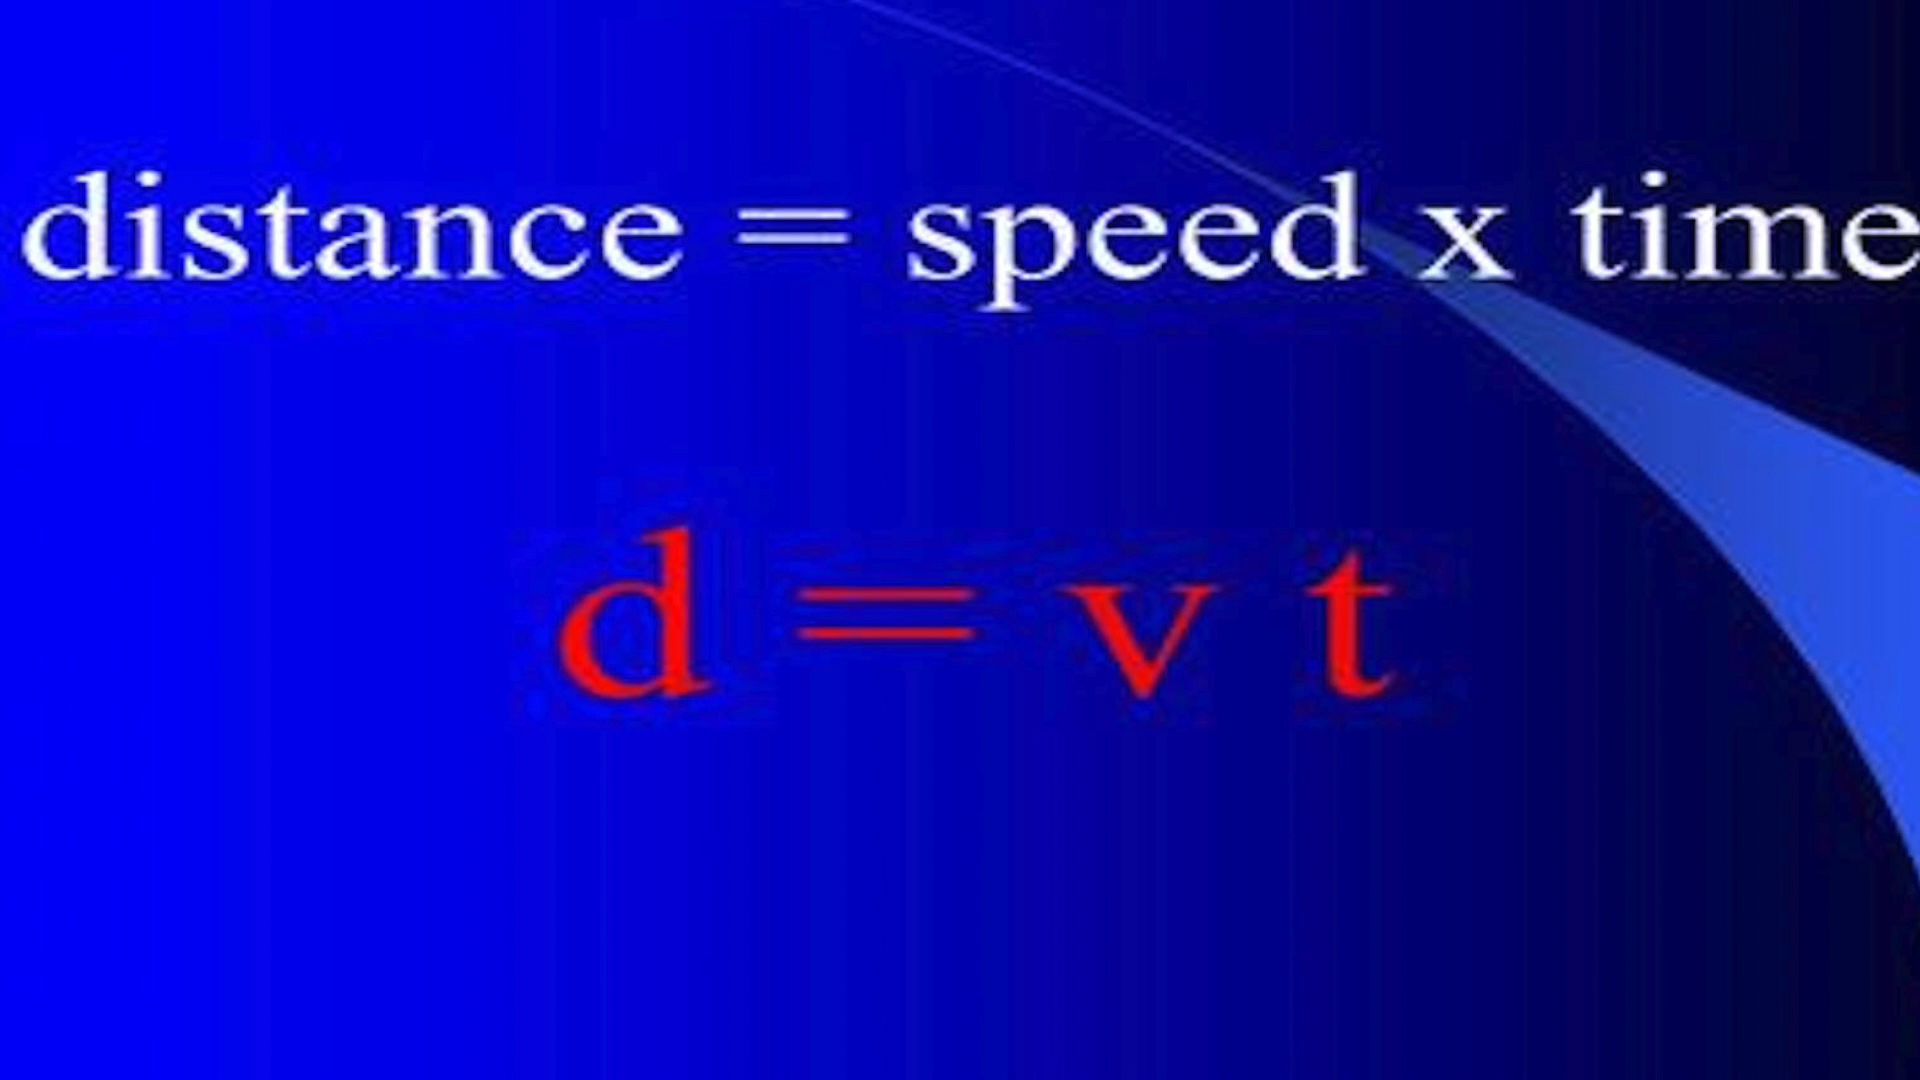 distance = speed x time
d = v t